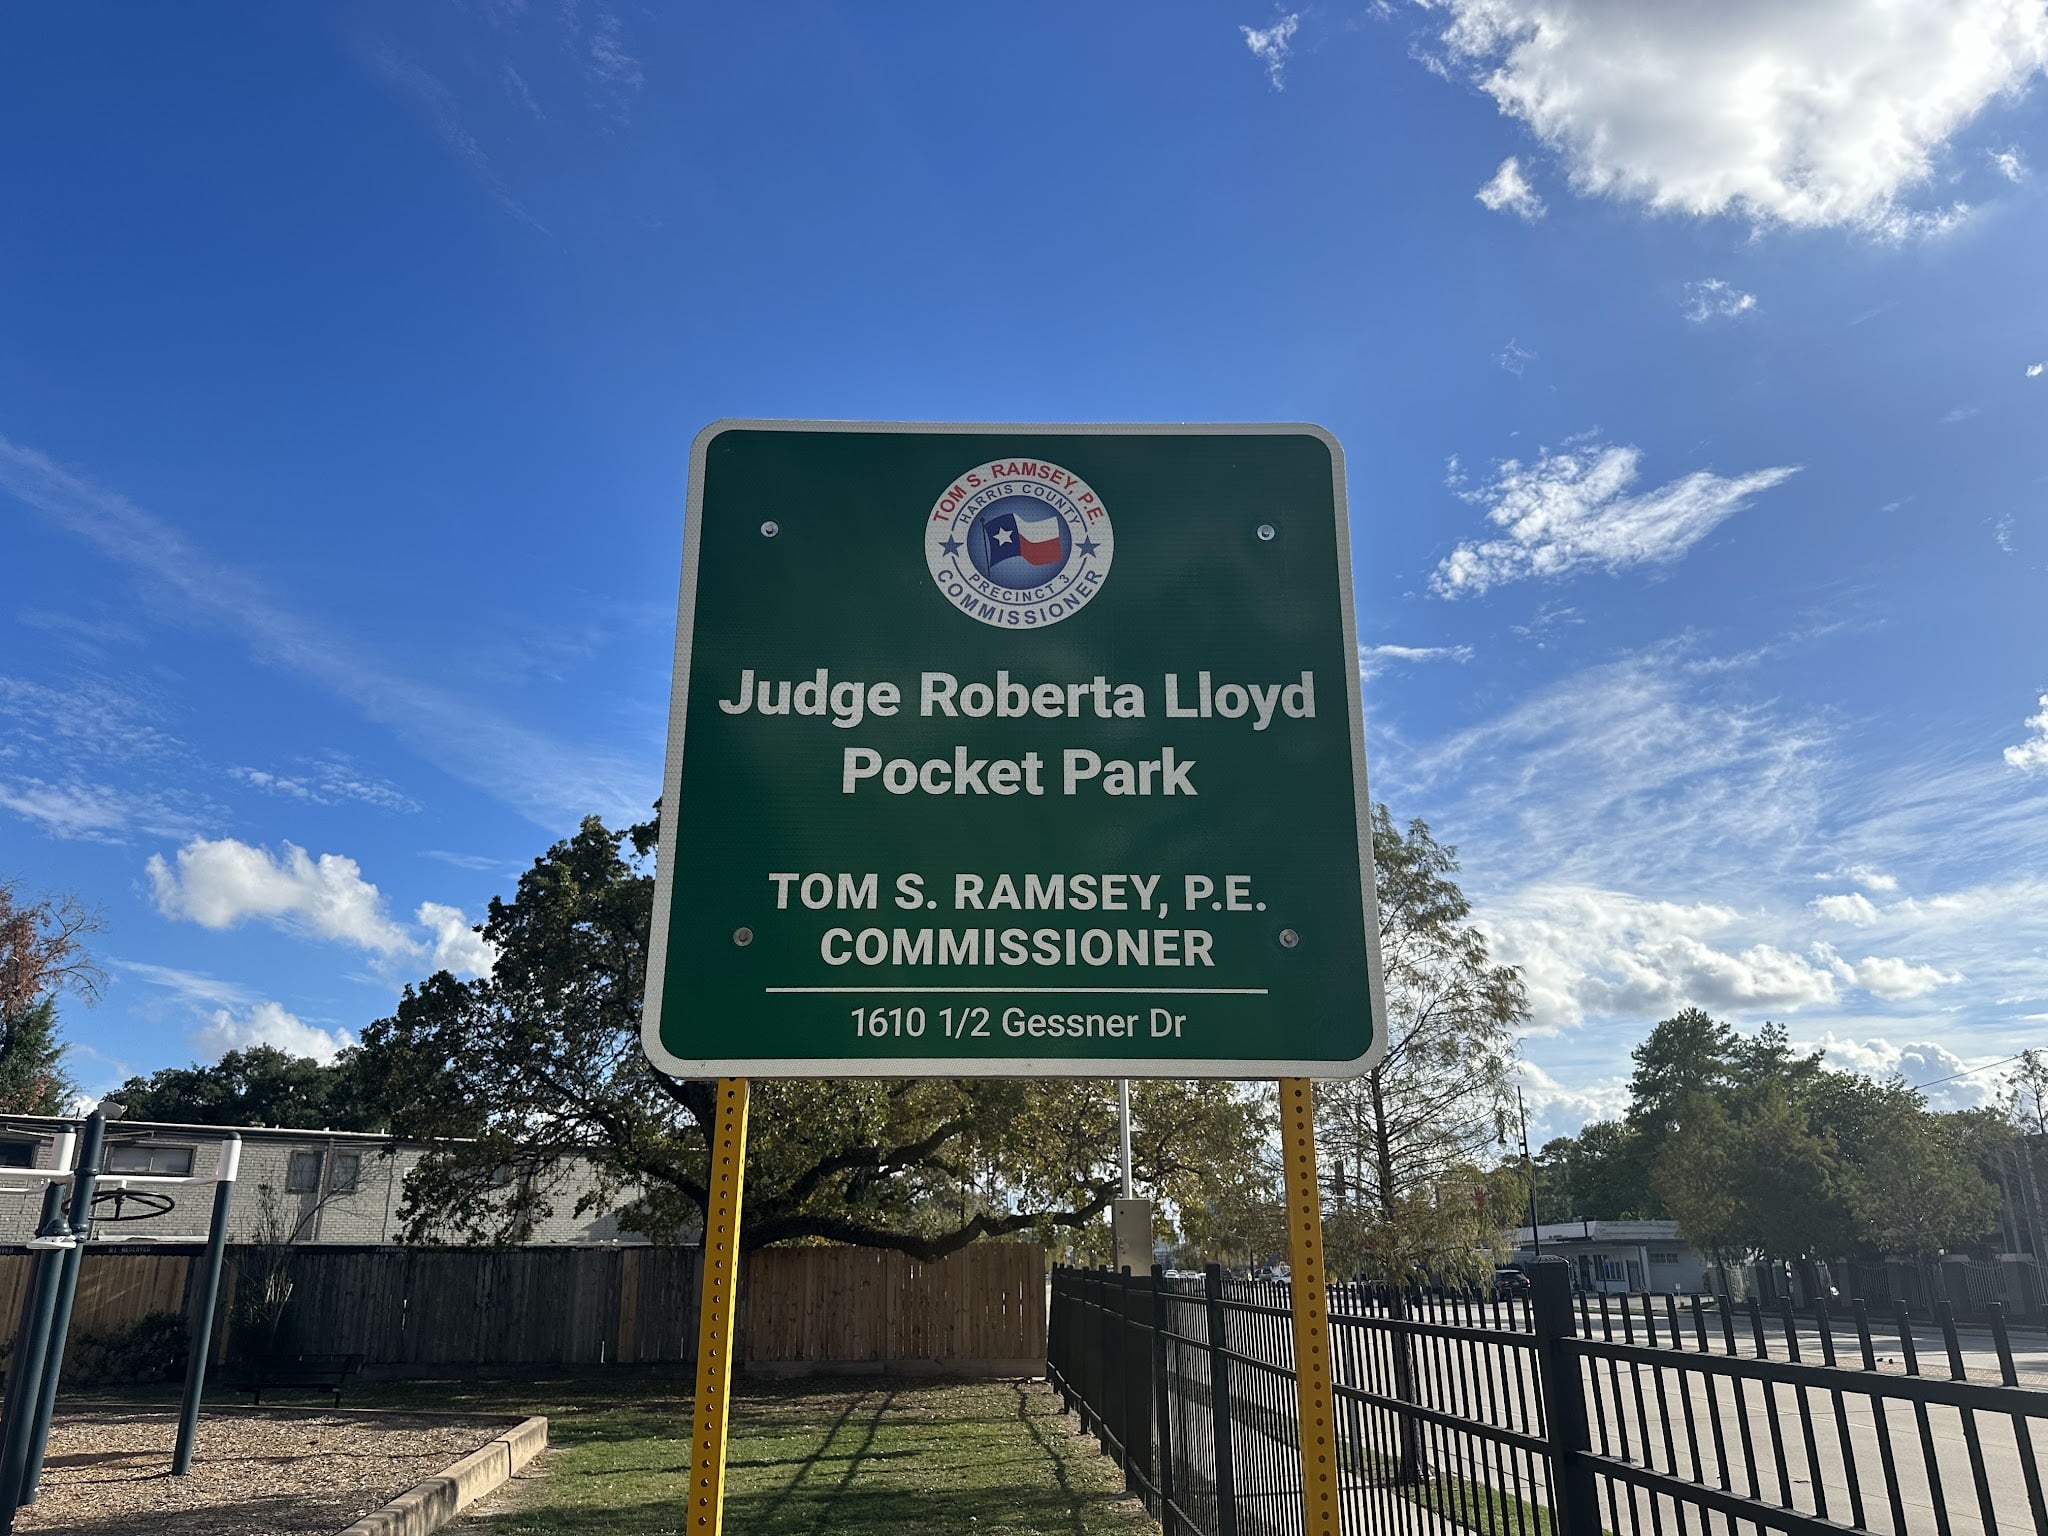 TOM S. RAMSEY, P.E.
HARRIS COUNTY
PRECINCT 3
COMMISSIONER
Judge Roberta Lloyd
Pocket Park
TOM S. RAMSEY, P.E.
COMMISSIONER
1610 1/2 Gessner Dr